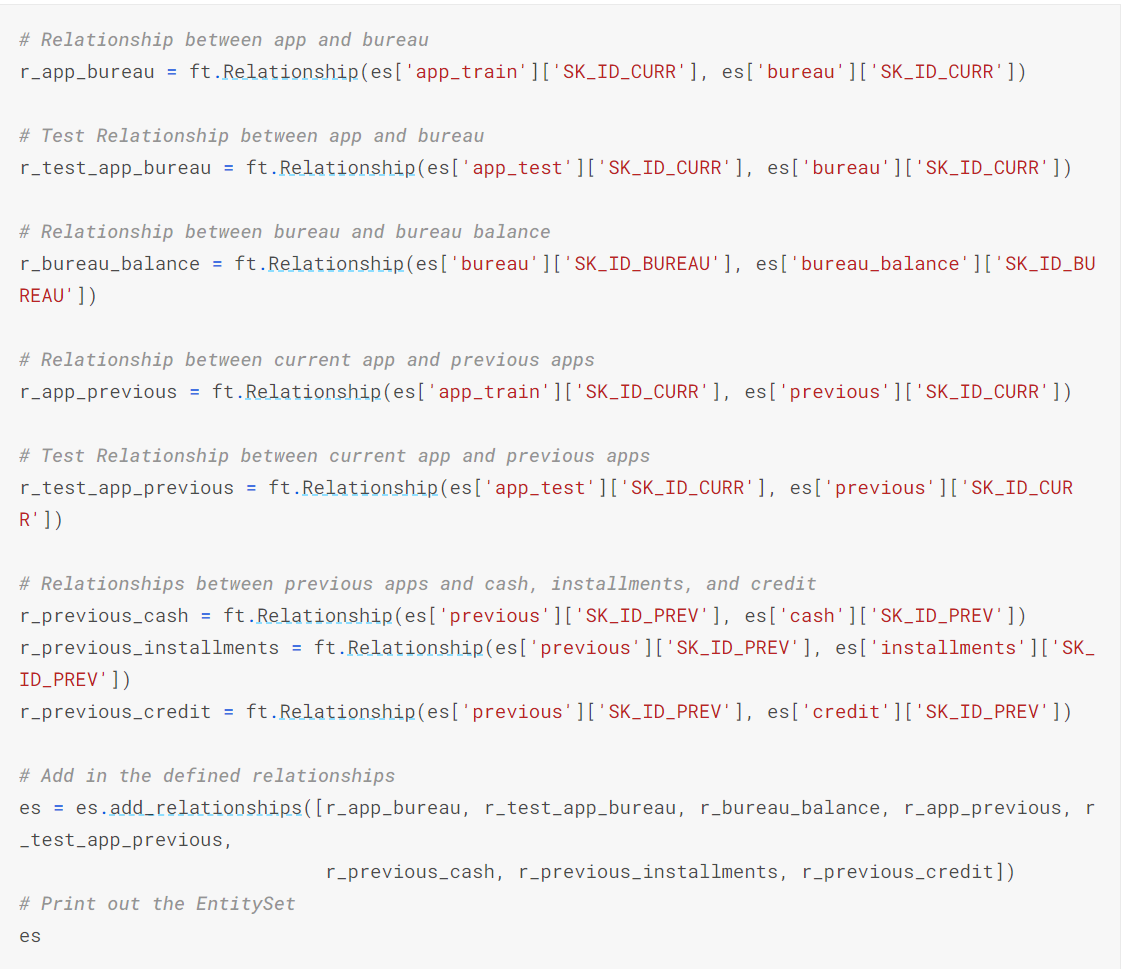 # Relationship between app and bureau
r_app_bureau = ft.Relationship(es['app_train']['SK_ID_CURR'], es['bureau']['SK_ID_CURR'])
# Test Relationship between app and bureau
r_test_app_bureau = ft.Relationship(es['app_test']['SK_ID_CURR'], es['bureau']['SK_ID_CURR'])
# Relationship between bureau and bureau balance
r_bureau_balance = ft.Relationship(es['bureau']['SK_ID_BUREAU'], es['bureau_balance']['SK_ID_BU
REAU'])
# Relationship between current app and previous apps
r_app_previous = ft.Relationship(es['app_train']['SK_ID_CURR'], es['previous']['SK_ID_CURR'])
# Test Relationship between current app and previous apps
r_test_app_previous = ft.Relationship(es['app_test']['SK_ID_CURR'], es['previous']['SK_ID_CUR
R'])
# Relationships between previous apps and cash, installments, and credit
r_previous_cash = ft.Relationship(es['previous']['SK_ID_PREV'], es['cash']['SK_ID_PREV'])
r_previous_installments = ft.Relationship(es['previous']['SK_ID_PREV'], es['installments']['SK_
ID_PREV'])
r_previous_credit = ft.Relationship(es['previous']['SK_ID_PREV'], es['credit']['SK_ID_PREV'])
# Add in the defined relationships
es = es.add_relationships([r_app_bureau, r_test_app_bureau, r_bureau_balance, r_app_previous, r
_test_app_previous,
r_previous_cash, r_previous_installments, r_previous_credit])
# Print out the EntitySet
es